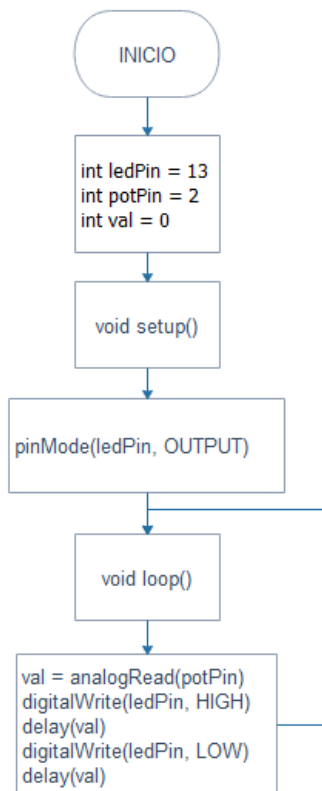 INICIO
int ledPin = 13
int potPin = 2
int val = 0
void setup()
pinMode(ledPin, OUTPUT)
void loop()
val = analogRead(potPin)
digitalWrite(ledPin, HIGH)
delay(val)
digitalWrite(ledPin, LOW)
delay(val)